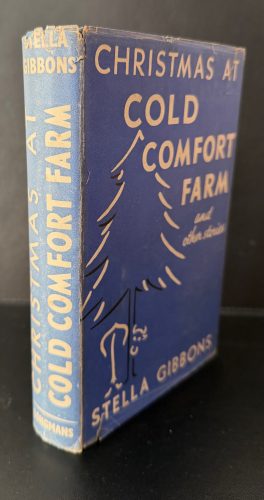 STELLA
GIBBONS
CHRISTMAS AT
COLD COMFORT FARM
LONGMANS
CHRISTMAS AT
COLD
COMFORT
FARM
and
other stories
STELLA GIBBONS